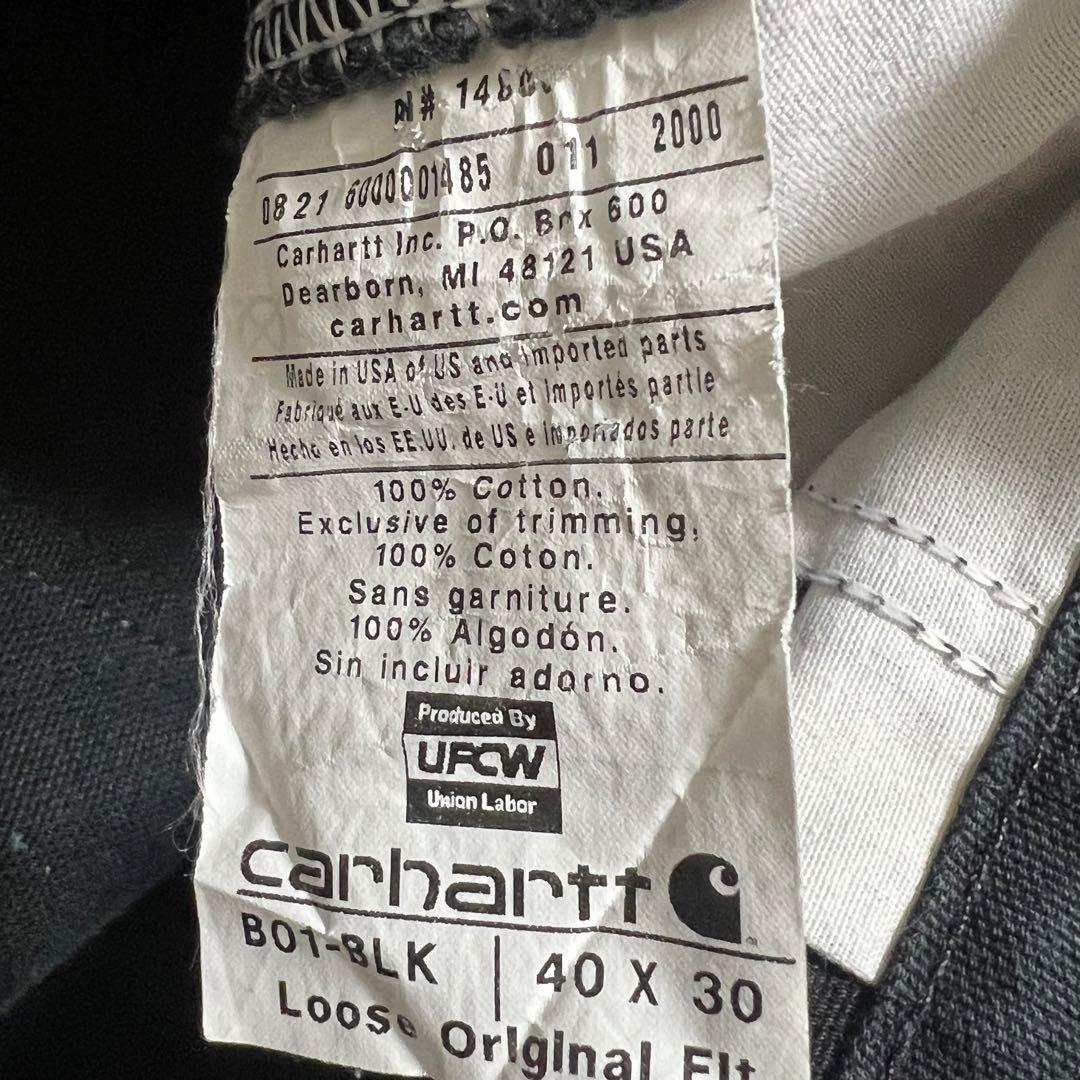 0821 6000001485 011 2000
Carhartt Inc. P.O. Box 600
Dearborn, MI 48121 USA
carhartt.com
Made in USA of US and imported parts
Fabriqué aux E-U des E-U et Importés partie
Hecho en los EE.UU. de US e importados parte
100% Cotton.
Exclusive of trimming,
100% Coton.
Sans garniture.
100% Algodón.
Sin incluir adorno.
Produced By
UFCW
Union Labor
carhartt
B01-BLK 40 X 30
Loose Original Fit